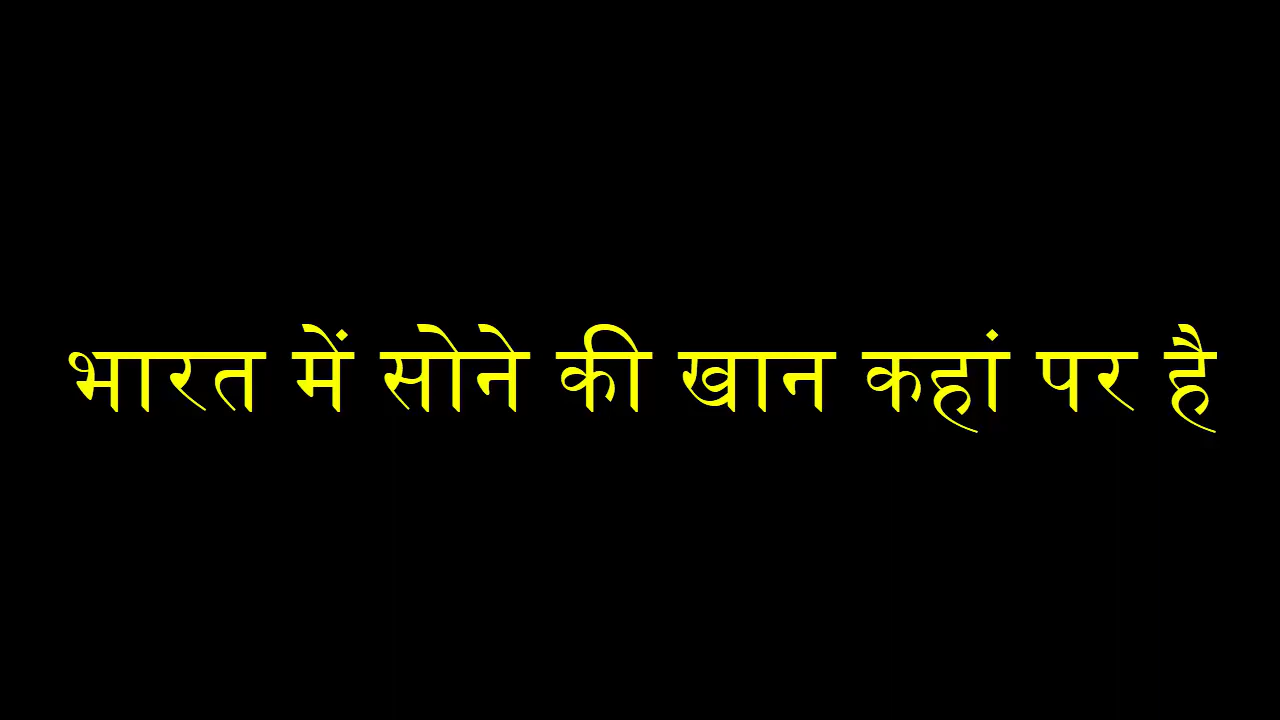 भारत में सोने की खान कहां पर है